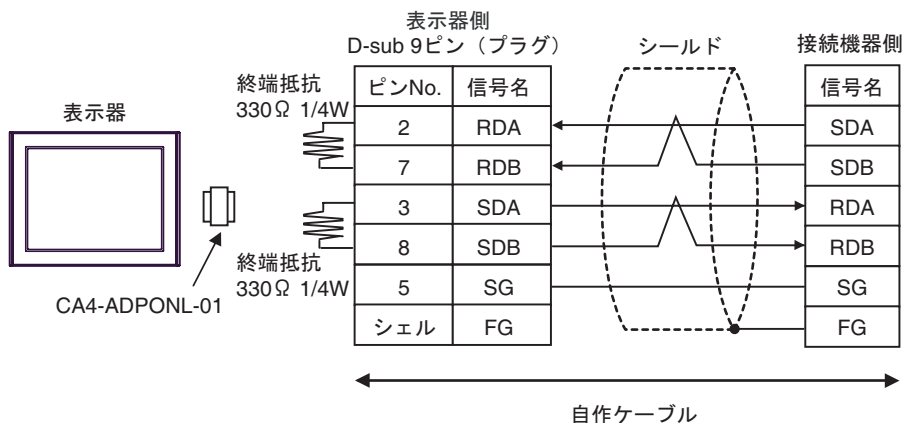 表示器側
D-sub 9ピン（プラグ）
シールド
接続機器側
終端抵抗
330Ω 1/4W
表示器
ピンNo. 信号名
信号名
2 RDA
SDA
7 RDB
SDB
3 SDA
RDA
8 SDB
RDB
終端抵抗
330Ω 1/4W
5 SG
SG
CA4-ADPONL-01
シェル FG
FG
自作ケーブル